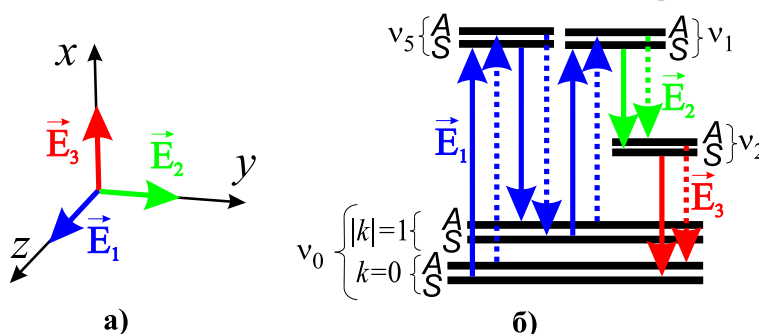 x
E₃
E₂
y
E₁
z
а)
ν₅ { A
S
A } ν₁
S
E₁
E₂
A } ν₂
S
E₃
ν₀ { |k|=1 { A
S
k=0 { A
S
б)